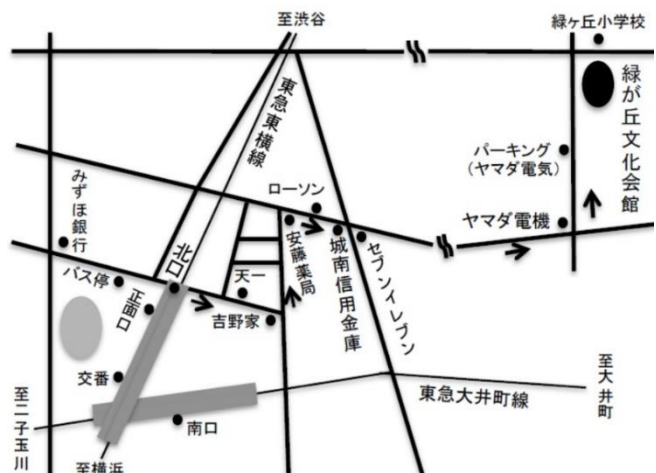 至渋谷
緑ヶ丘小学校
東急東横線
緑が丘文化会館
パーキング
(ヤマダ電気)
ローソン
みずほ銀行
ヤマダ電機
北口
安藤薬局
城南信用金庫
セブンイレブン
天一
バス停
正面口
吉野家
交番
至大井町
東急大井町線
至二子玉川
南口
至横浜